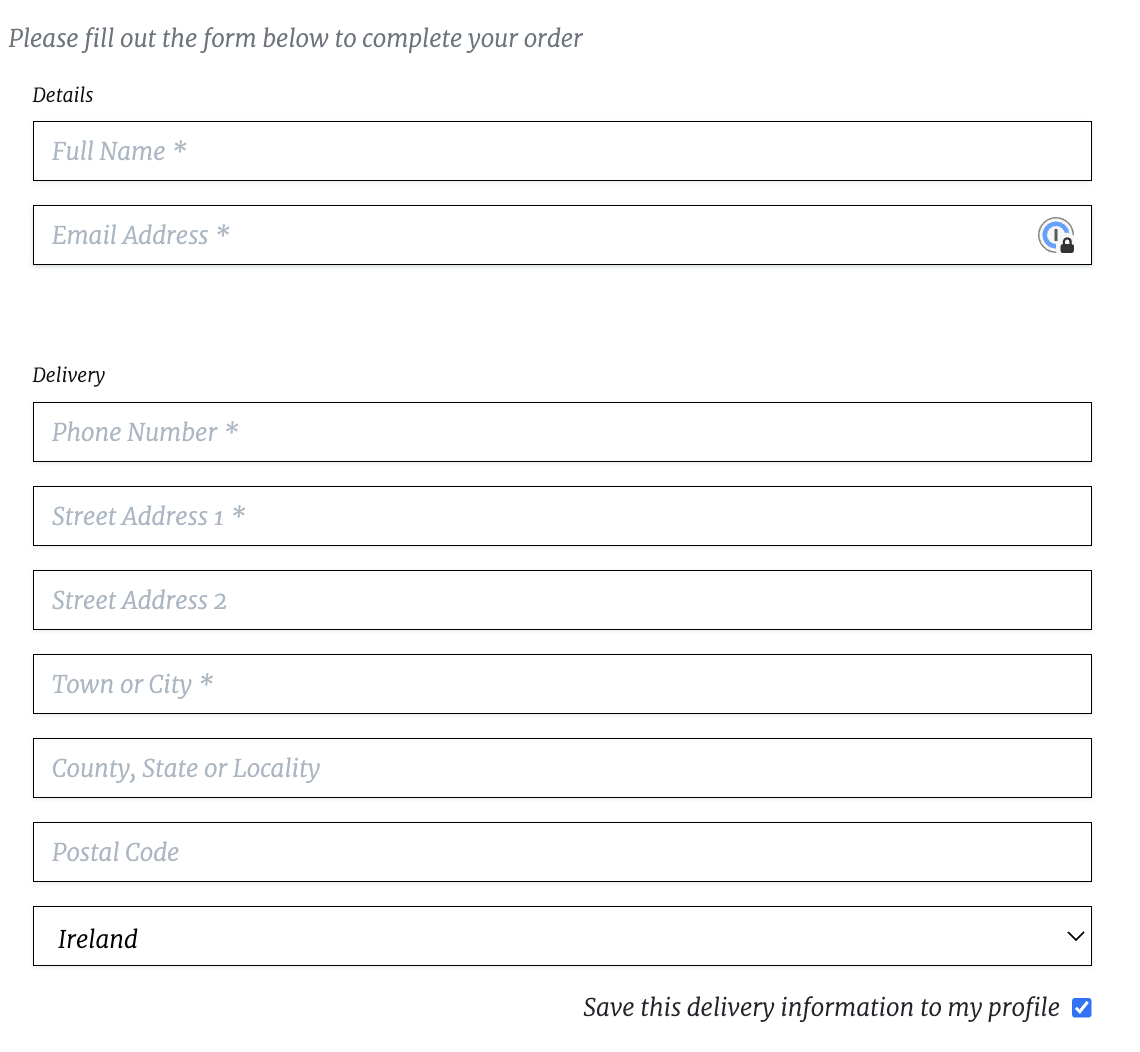 Please fill out the form below to complete your order
Details
Full Name *
Email Address *
Delivery
Phone Number *
Street Address 1 *
Street Address 2
Town or City *
County, State or Locality
Postal Code
Ireland
Save this delivery information to my profile